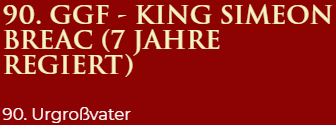 90. GGF - KING SIMEON
BREAC (7 JAHRE
REGIERT)
90. Urgroßvater